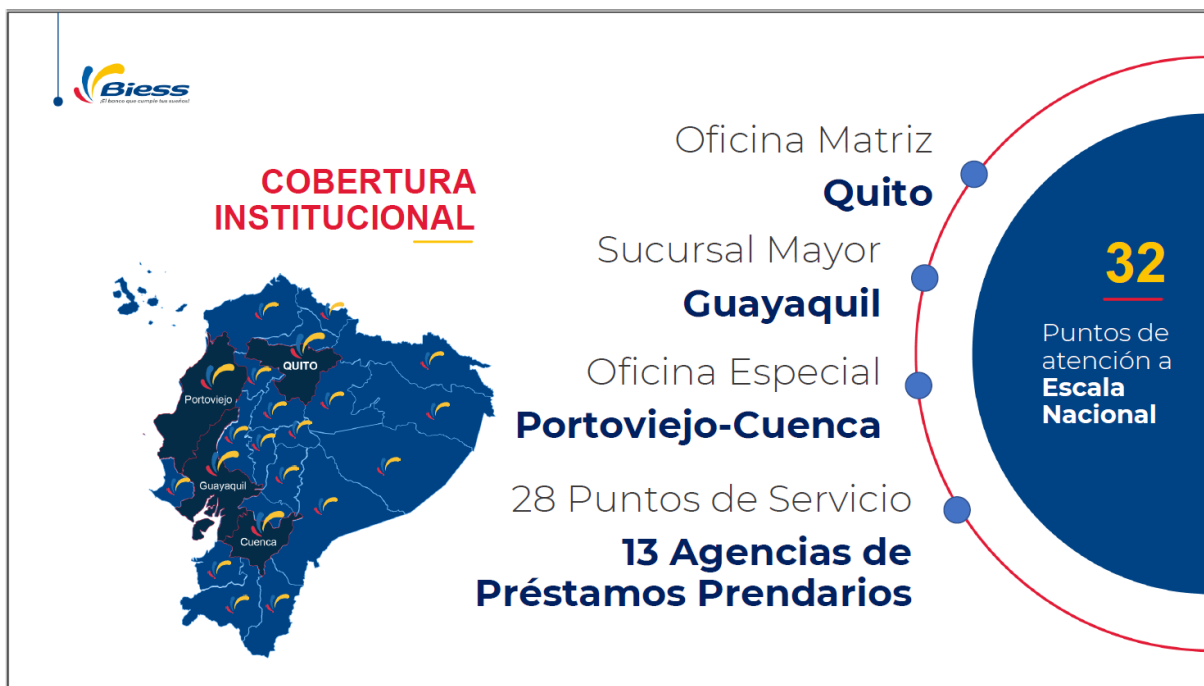 Biess
¡El banco que cumple tus sueños!
COBERTURA
INSTITUCIONAL
QUITO
Portoviejo
Guayaquil
Cuenca
Oficina Matriz
Quito
Sucursal Mayor
Guayaquil
Oficina Especial
Portoviejo-Cuenca
28 Puntos de Servicio
13 Agencias de
Préstamos Prendarios
32
Puntos de
atención a
Escala
Nacional